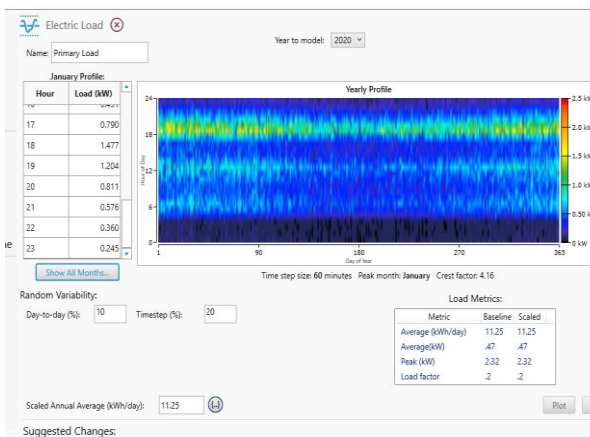 Electric Load
Name: Primary Load
Year to model: 2020
January Profile:
Hour Load (kW)
17 0.790
18 1.477
19 1.204
20 0.811
21 0.576
22 0.360
23 0.245
Show All Months...
Yearly Profile
Hour of Day
24
18
12
6
0
1 90 180 270 365
Day of Year
2.5 k
2.0 k
1.5 k
1.0 k
0.50 k
0 kW
Time step size: 60 minutes Peak month: January Crest factor: 4.16
Random Variability:
Day-to-day (%): 10 Timestep (%): 20
Load Metrics:
Metric Baseline Scaled
Average (kWh/day) 11.25 11.25
Average(kW) .47 .47
Peak (kW) 2.32 2.32
Load factor .2 .2
Scaled Annual Average (kWh/day): 11.25 {..}
Plot
Suggested Changes: